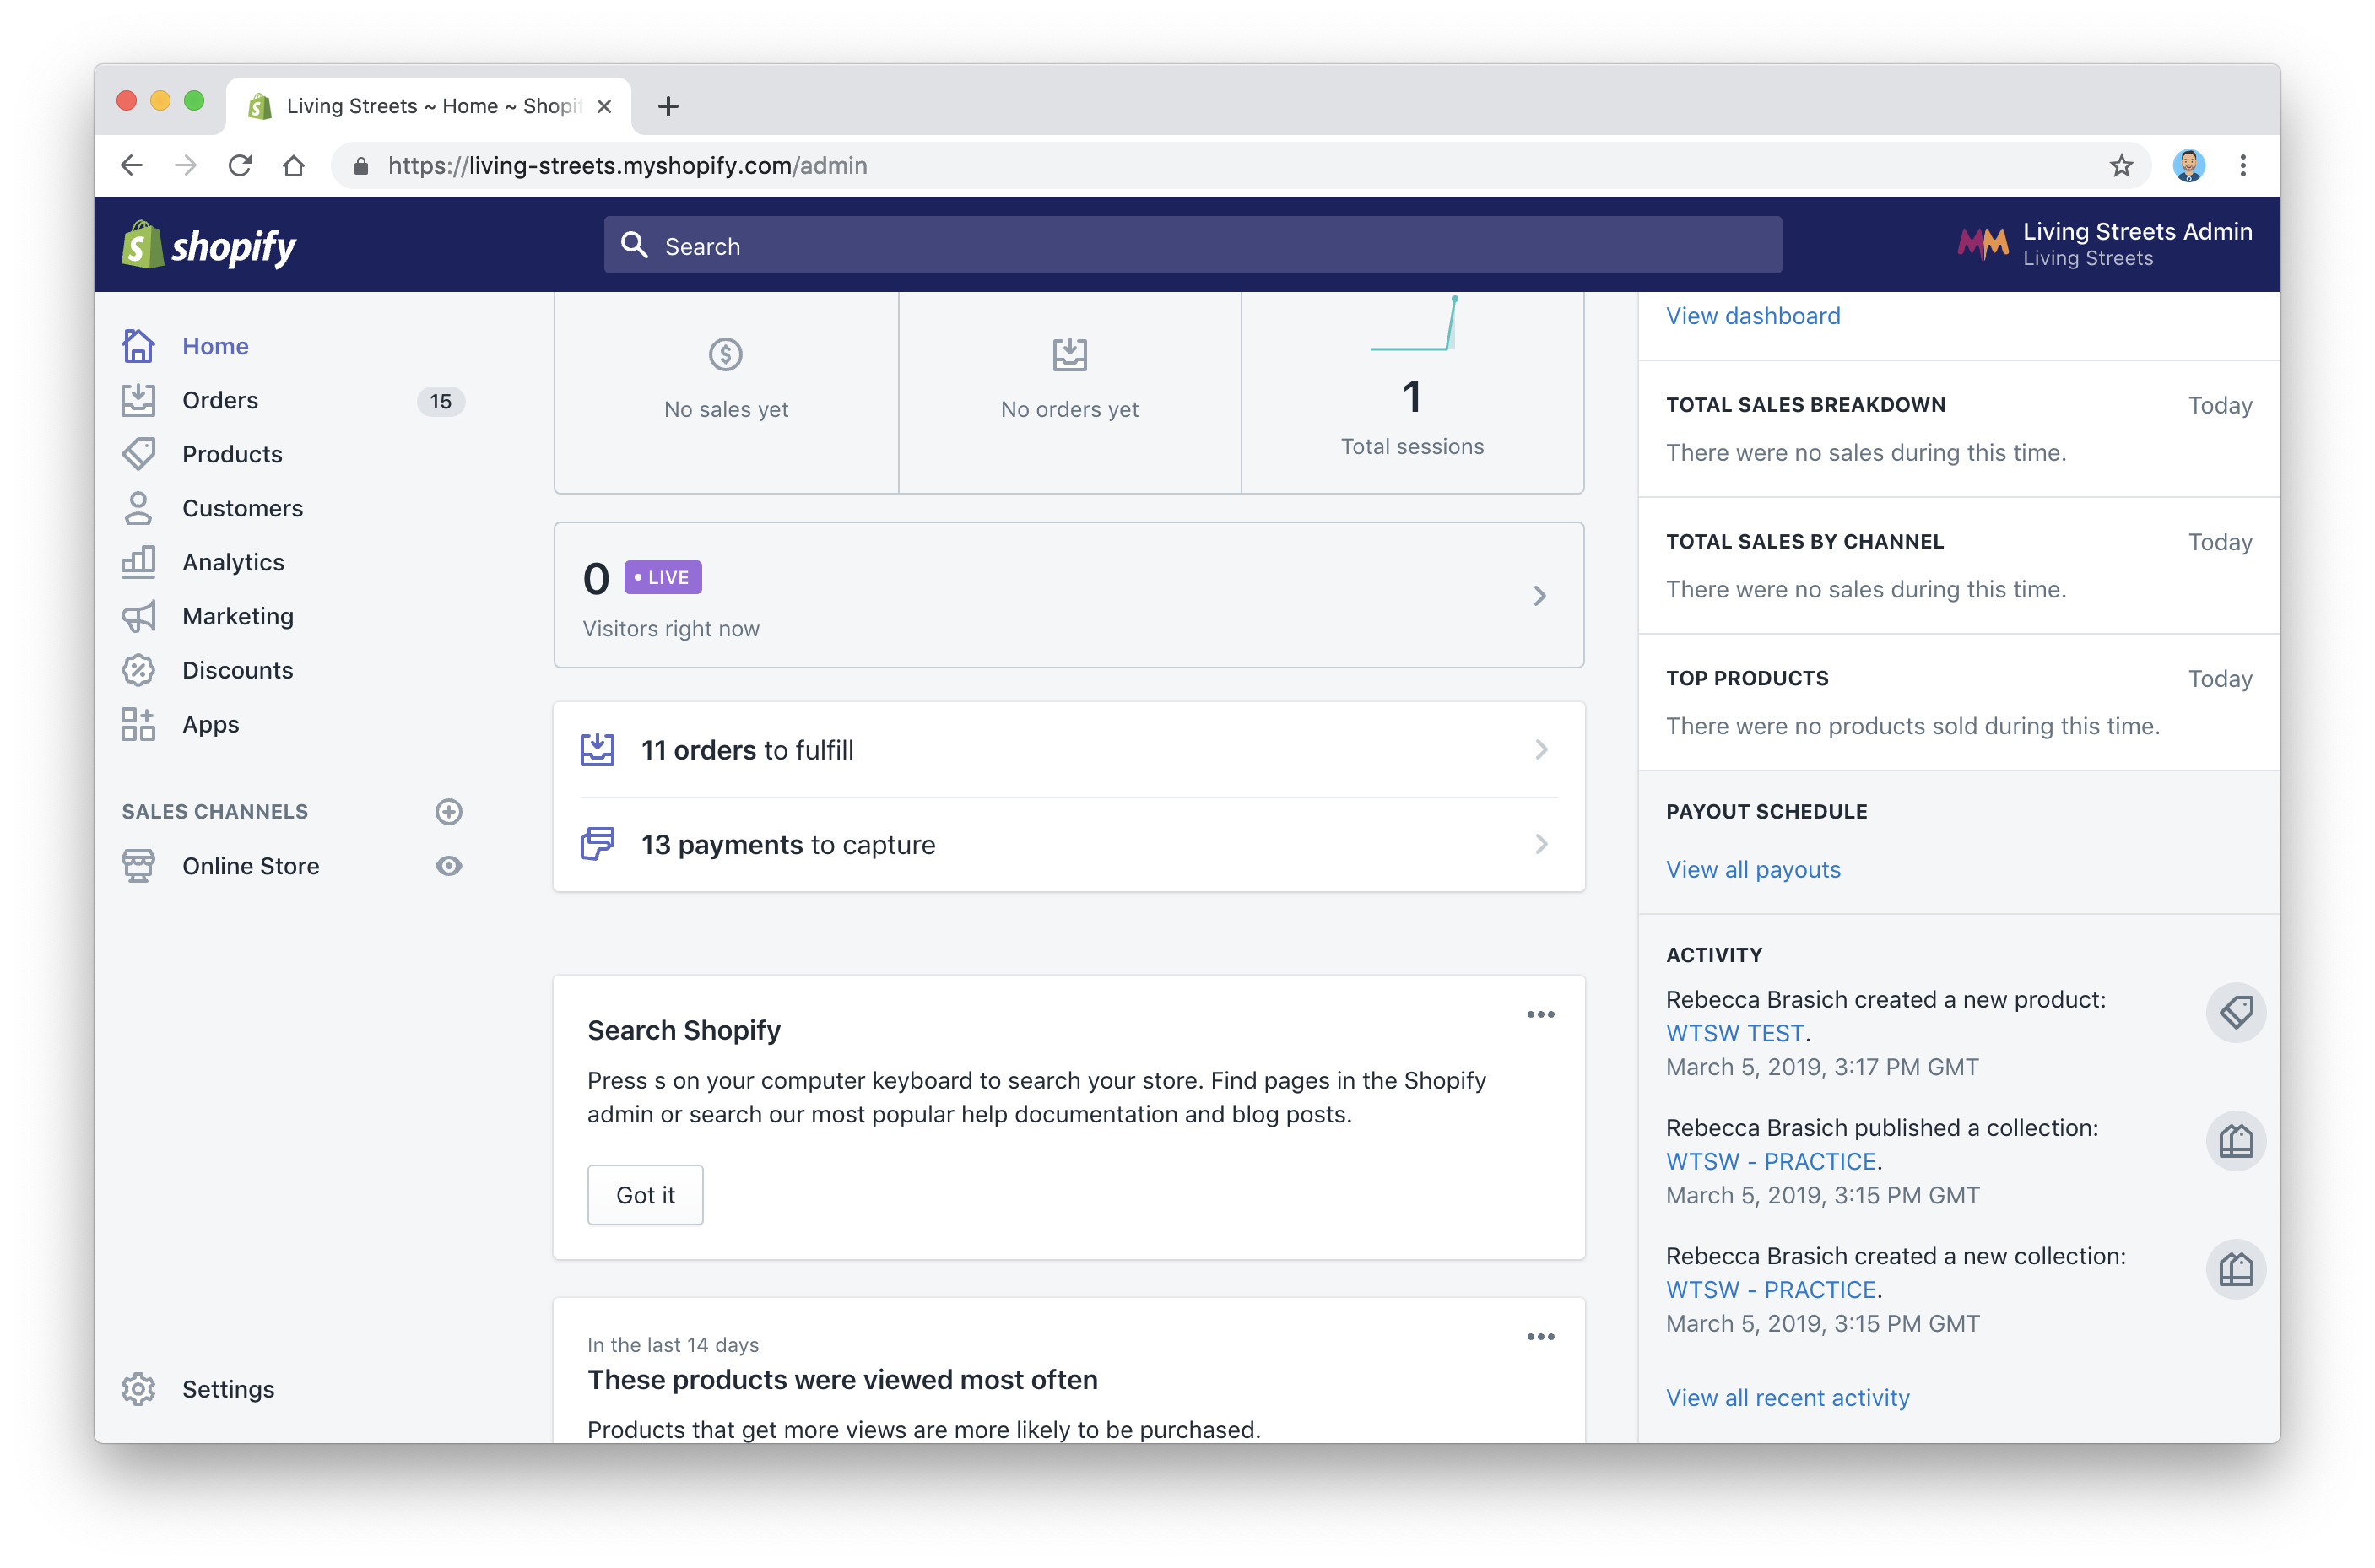 Living Streets ~ Home ~ Shopif
https://living-streets.myshopify.com/admin
shopify
Search
Living Streets Admin
Living Streets
Home
Orders 15
Products
Customers
Analytics
Marketing
Discounts
Apps
SALES CHANNELS
Online Store
Settings
No sales yet
No orders yet
1
Total sessions
0 • LIVE
Visitors right now
11 orders to fulfill
13 payments to capture
Search Shopify
Press s on your computer keyboard to search your store. Find pages in the Shopify
admin or search our most popular help documentation and blog posts.
Got it
In the last 14 days
These products were viewed most often
Products that get more views are more likely to be purchased.
View dashboard
TOTAL SALES BREAKDOWN Today
There were no sales during this time.
TOTAL SALES BY CHANNEL Today
There were no sales during this time.
TOP PRODUCTS Today
There were no products sold during this time.
PAYOUT SCHEDULE
View all payouts
ACTIVITY
Rebecca Brasich created a new product:
WTSW TEST.
March 5, 2019, 3:17 PM GMT
Rebecca Brasich published a collection:
WTSW - PRACTICE.
March 5, 2019, 3:15 PM GMT
Rebecca Brasich created a new collection:
WTSW - PRACTICE.
March 5, 2019, 3:15 PM GMT
View all recent activity